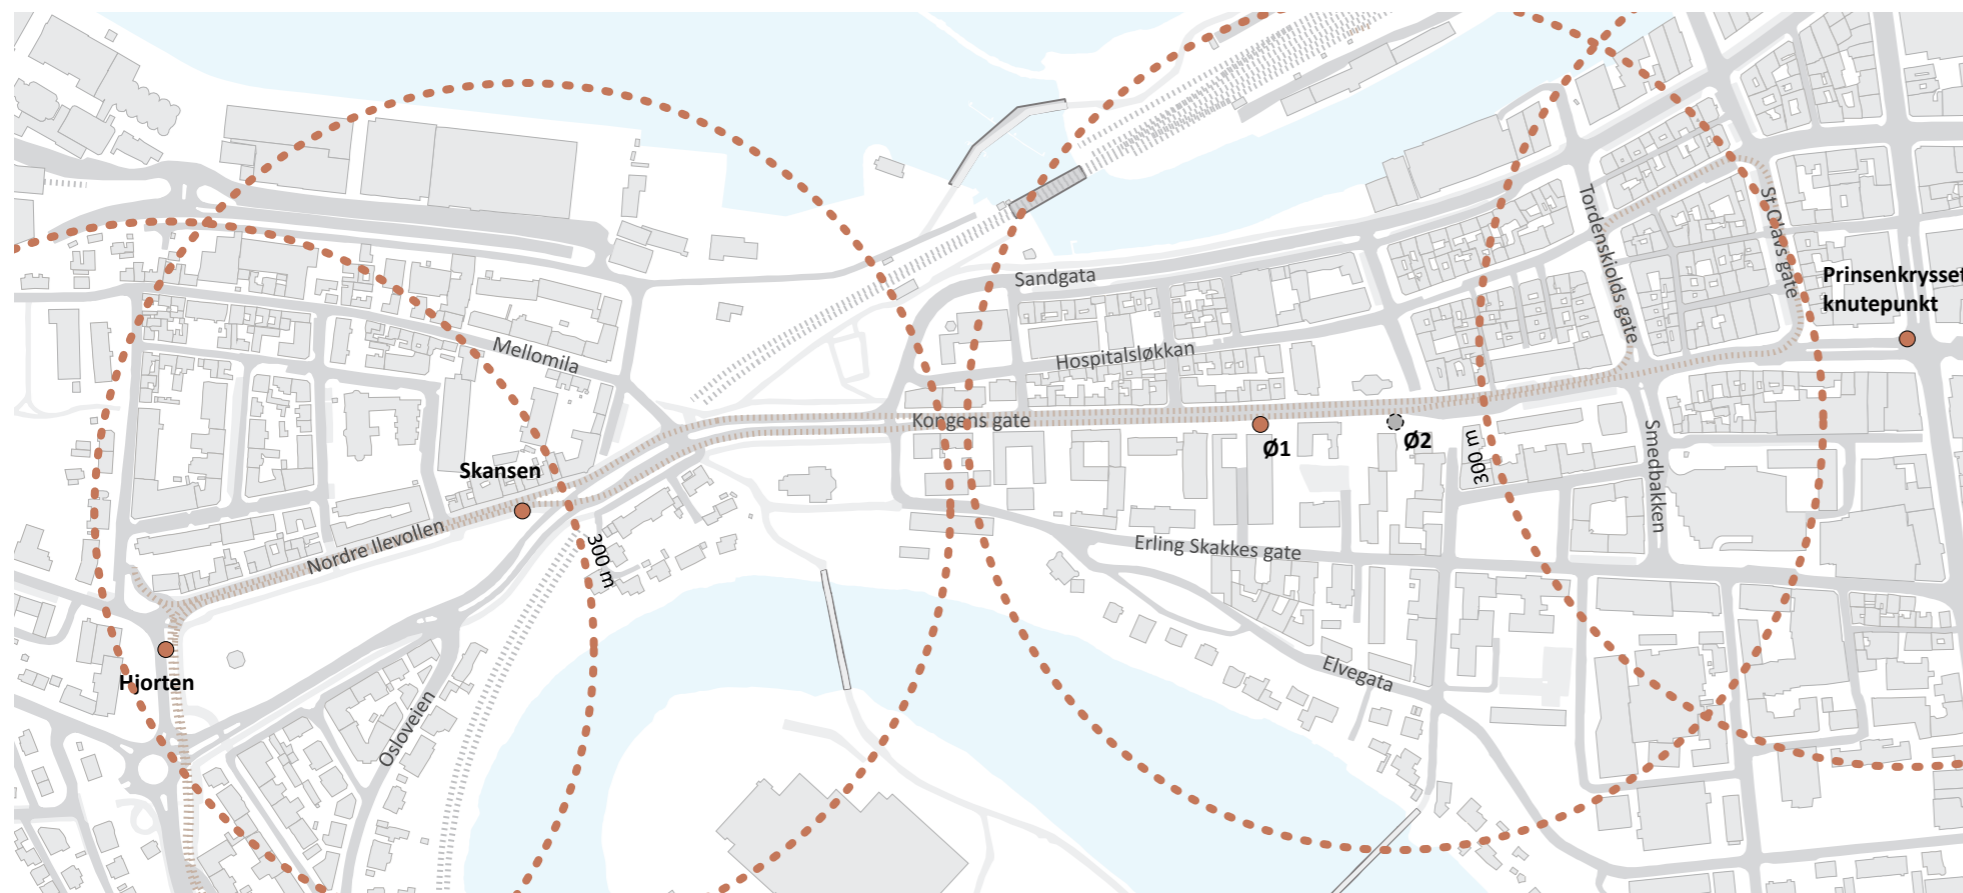 Sandgata
Tordenskiolds gate
St Olavs gate
Prinsenkrysset
knutepunkt
Mellomila
Hospitalsløkkan
Kongens gate
Ø1
Ø2
300 m
Skansen
Smedbakken
Nordre Ilevollen
300 m
Erling Skakkes gate
Hjorten
Elvegata
Osloveien